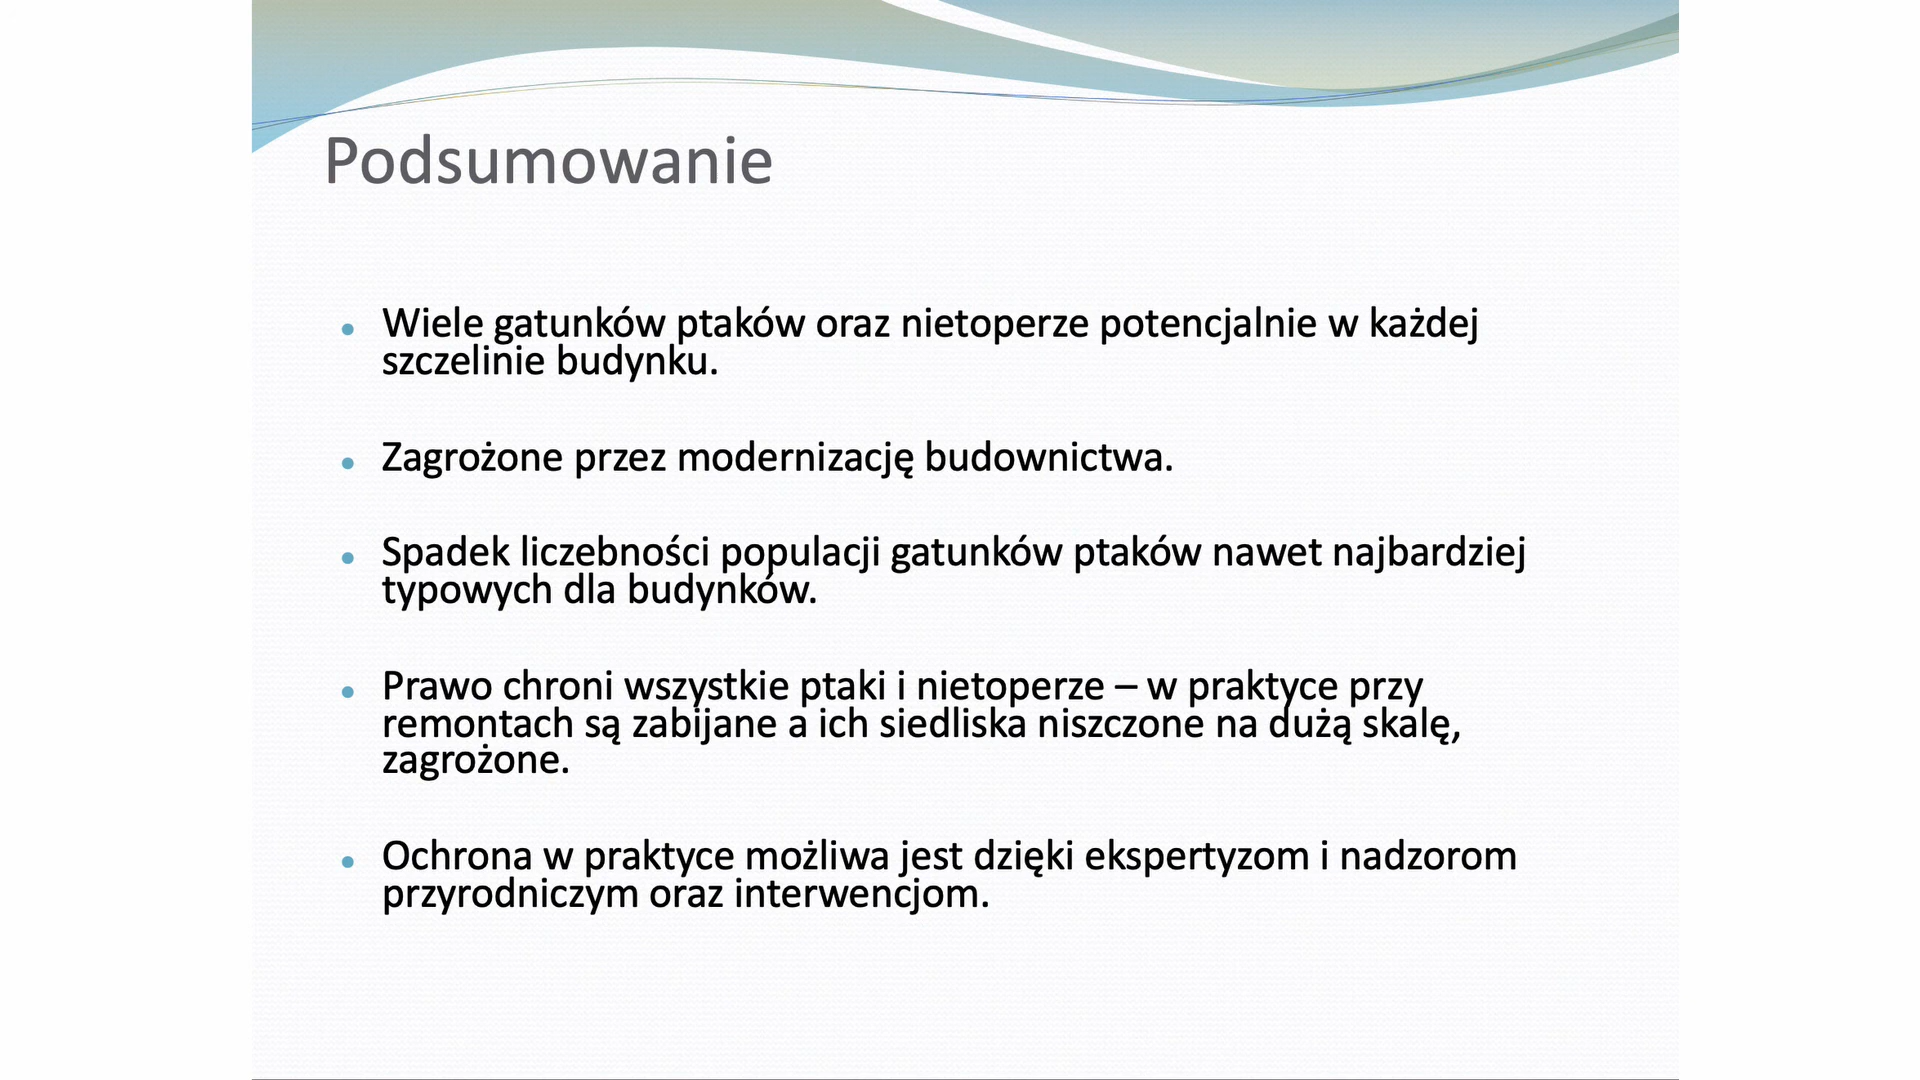 Podsumowanie
Wiele gatunków ptaków oraz nietoperze potencjalnie w każdej
szczelinie budynku.
Zagrożone przez modernizację budownictwa.
Spadek liczebności populacji gatunków ptaków nawet najbardziej
typowych dla budynków.
Prawo chroni wszystkie ptaki i nietoperze – w praktyce przy
remontach są zabijane a ich siedliska niszczone na dużą skalę,
zagrożone.
Ochrona w praktyce możliwa jest dzięki ekspertyzom i nadzorom
przyrodniczym oraz interwencjom.